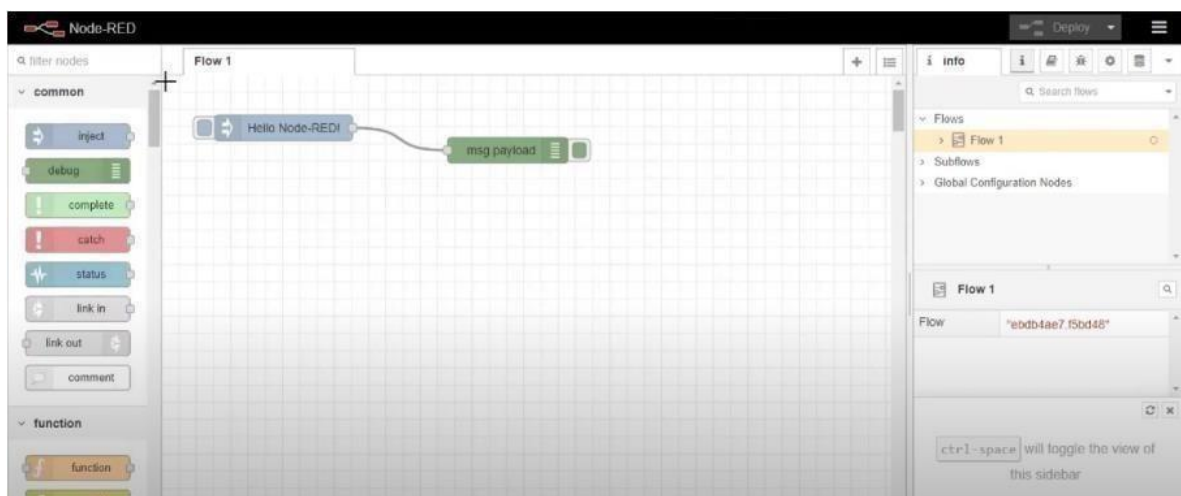 Node-RED
Deploy
filter nodes
Flow 1
i info
i
Search flows
common
Flows
Flow 1
Subflows
Global Configuration Nodes
inject
debug
complete
catch
status
link in
link out
comment
function
function
Hello Node-RED!
msg payload
Flow 1
Flow "ebdb4ae7.f5bd48"
ctrl-space will toggle the view of
this sidebar